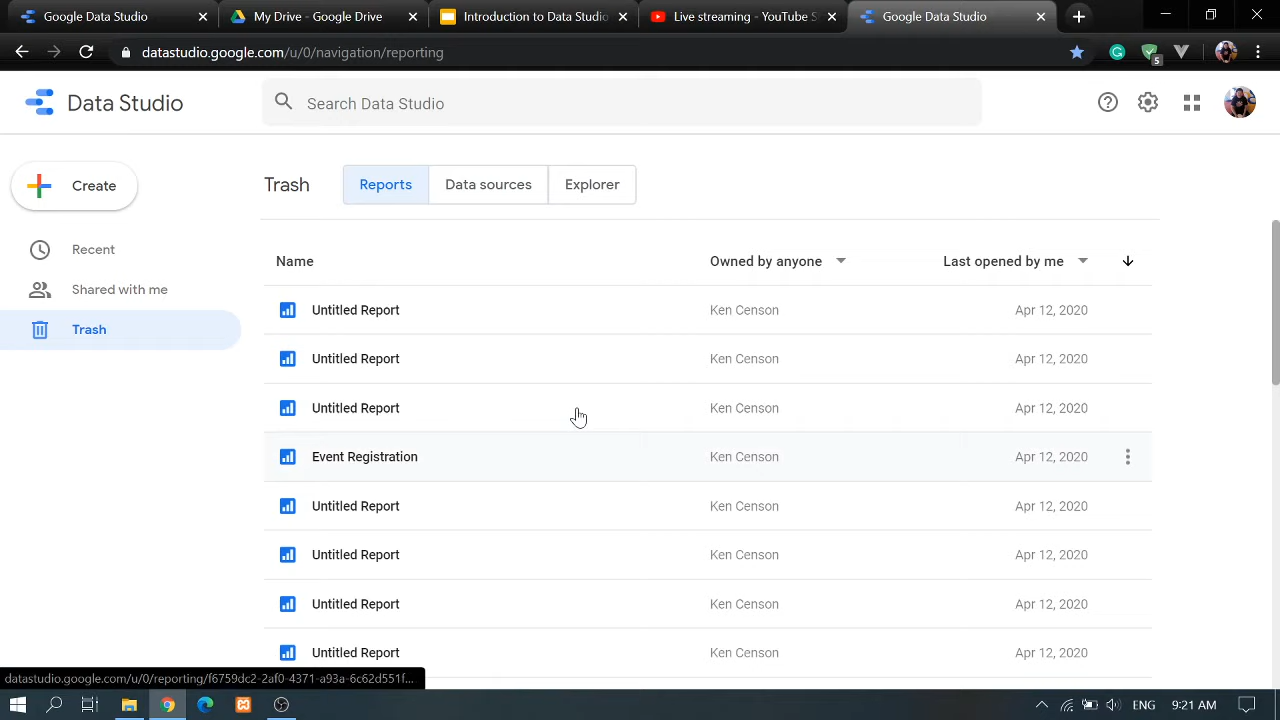 Google Data Studio
My Drive - Google Drive
Introduction to Data Studio
Live streaming - YouTube S
Google Data Studio
datastudio.google.com/u/0/navigation/reporting
5
Data Studio
Search Data Studio
Create
Recent
Shared with me
Trash
Trash
Reports
Data sources
Explorer
Name Owned by anyone Last opened by me
Untitled Report Ken Censon Apr 12, 2020
Untitled Report Ken Censon Apr 12, 2020
Untitled Report Ken Censon Apr 12, 2020
Event Registration Ken Censon Apr 12, 2020
Untitled Report Ken Censon Apr 12, 2020
Untitled Report Ken Censon Apr 12, 2020
Untitled Report Ken Censon Apr 12, 2020
Untitled Report Ken Censon Apr 12, 2020
datastudio.google.com/u/0/reporting/f6759dc2-2af0-4371-a93a-6c62d551f...
ENG 9:21 AM